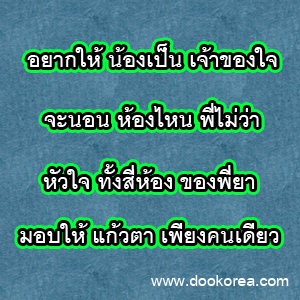 อยากให้ น้องเป็น เจ้าของใจ
จะนอน ห้องไหน พี่ไม่ว่า
หัวใจ ทั้งสี่ห้อง ของพี่ยา
มอบให้ แก้วตา เพียงคนเดียว
www.dookorea.com